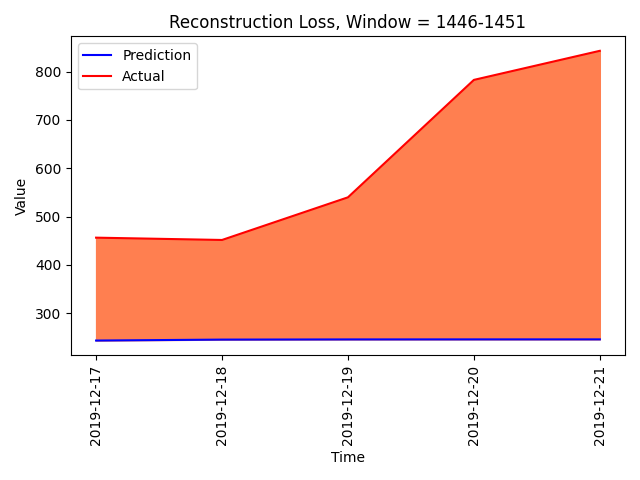 Reconstruction Loss, Window = 1446-1451
Prediction
Actual
800
700
600
500
400
300
Value
2019-12-17
2019-12-18
2019-12-19
2019-12-20
2019-12-21
Time